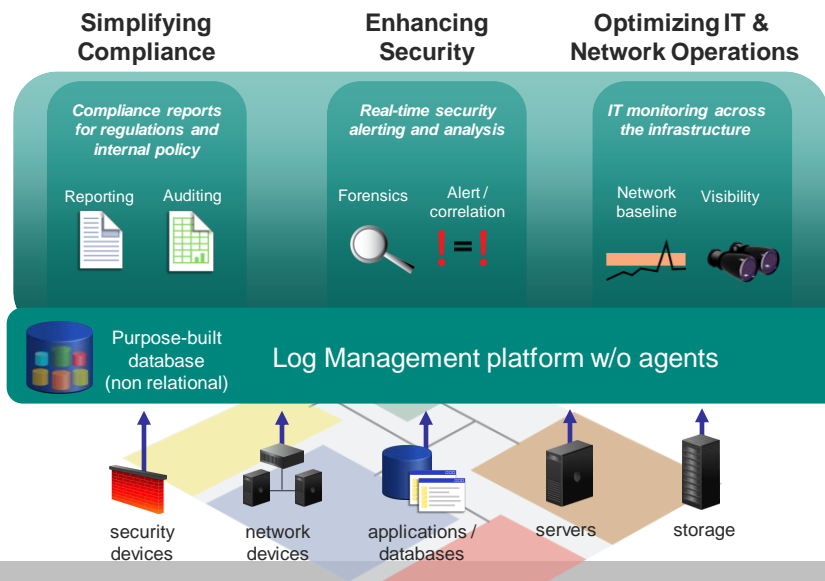 Simplifying
Compliance
Enhancing
Security
Optimizing IT &
Network Operations
Compliance reports
for regulations and
internal policy
Reporting
Auditing
Real-time security
alerting and analysis
Forensics
Alert /
correlation
!=!
IT monitoring across
the infrastructure
Network
baseline
Visibility
Purpose-built
database
(non relational)
Log Management platform w/o agents
security
devices
network
devices
applications /
databases
servers
storage